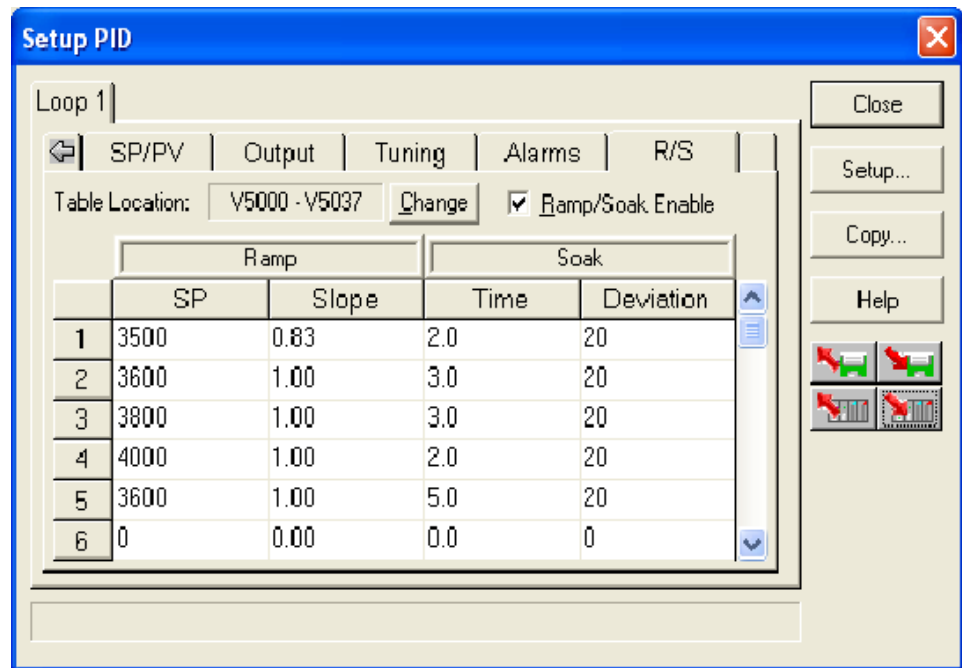 Setup PID
Loop 1
SP/PV Output Tuning Alarms R/S
Table Location: V5000 - V5037 Change Ramp/Soak Enable
Ramp Soak
SP Slope Time Deviation
1 3500 0.83 2.0 20
2 3600 1.00 3.0 20
3 3800 1.00 3.0 20
4 4000 1.00 2.0 20
5 3600 1.00 5.0 20
6 0 0.00 0.0 0
Close
Setup...
Copy...
Help